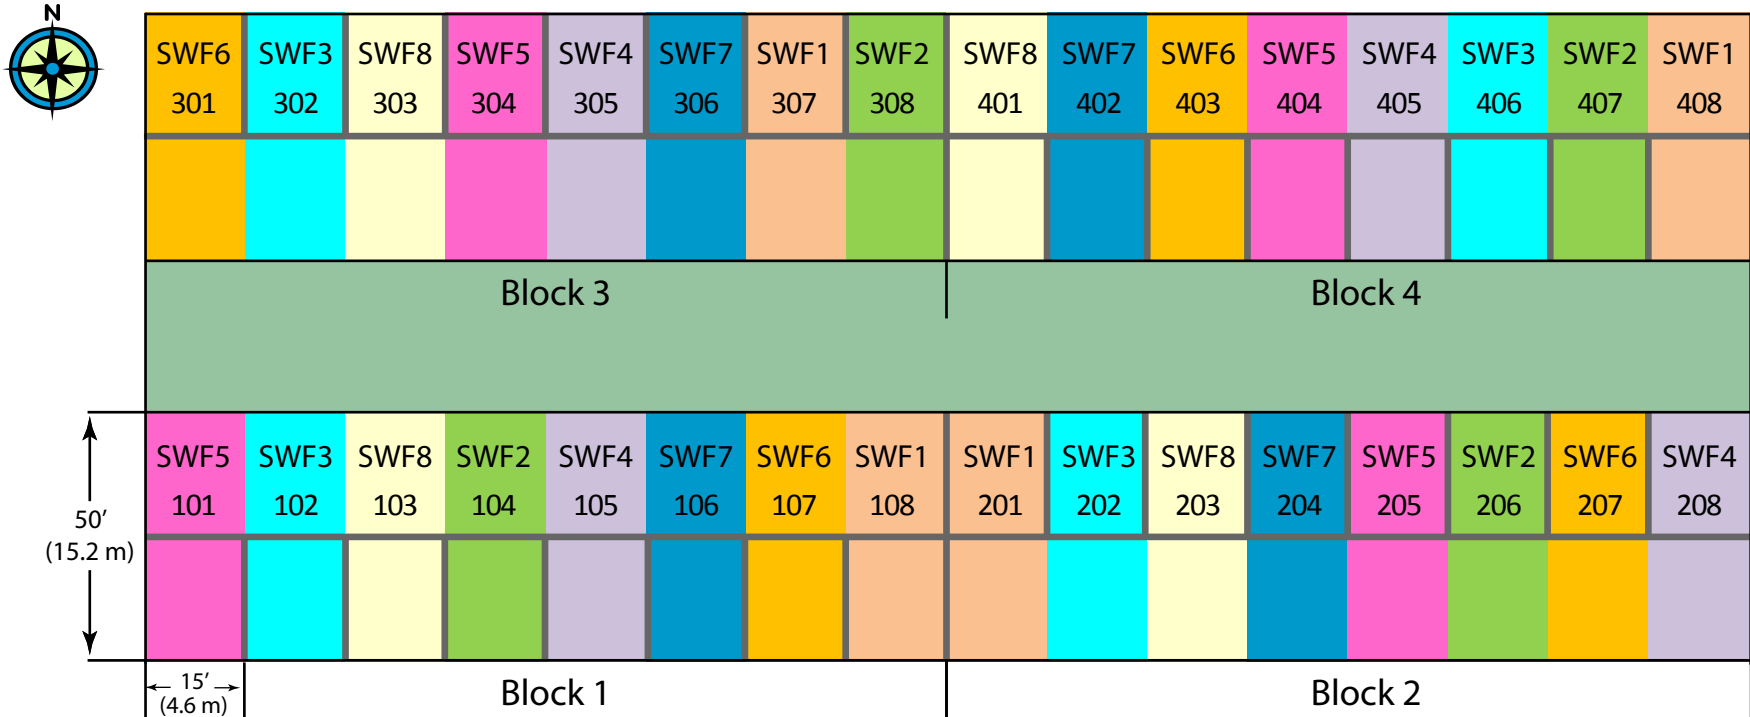 N
SWF6 SWF3 SWF8 SWF5 SWF4 SWF7 SWF1 SWF2 SWF8 SWF7 SWF6 SWF5 SWF4 SWF3 SWF2 SWF1
301 302 303 304 305 306 307 308 401 402 403 404 405 406 407 408
Block 3 Block 4
SWF5 SWF3 SWF8 SWF2 SWF4 SWF7 SWF6 SWF1 SWF1 SWF3 SWF8 SWF7 SWF5 SWF2 SWF6 SWF4
101 102 103 104 105 106 107 108 201 202 203 204 205 206 207 208
50’
(15.2 m)
15’
(4.6 m)
Block 1 Block 2